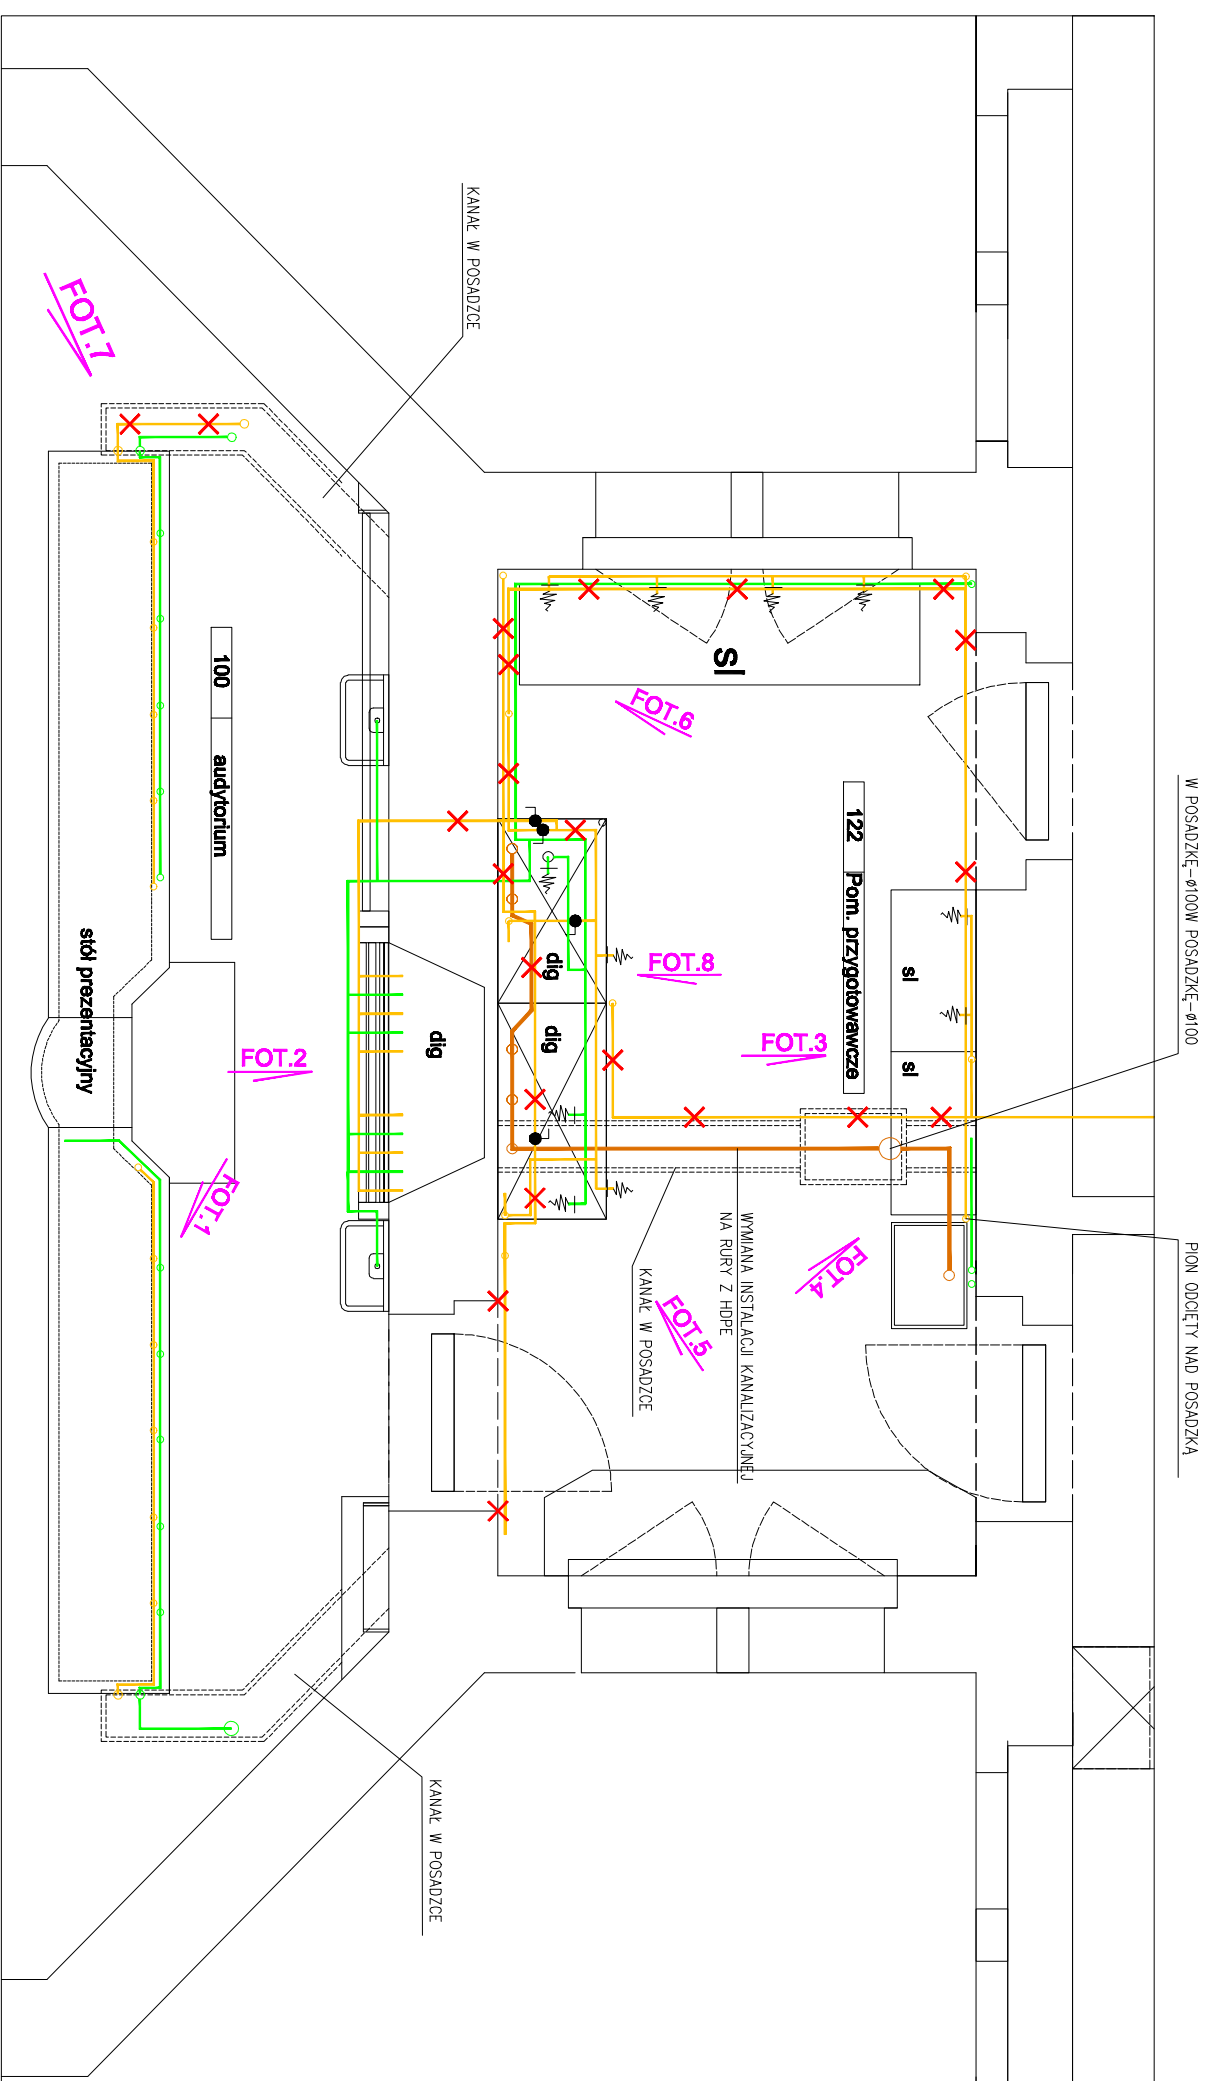 KANAŁ W POSADZCE
FOT.7
W POSADZKĘ-ø100W POSADZKĘ-ø100
PION ODCIĘTY NAD POSADZKĄ
sl
FOT.6
100 audytorium
122 Pom. przygotowawcze
sl
sl
FOT.8
FOT.3
dig
dig
dig
FOT.2
stół prezentacyjny
FOT.1
FOT.4
FOT.5
WYMIANA INSTALACJI KANALIZACYJNEJ
NA RURY Z HDPE
KANAŁ W POSADZCE
KANAŁ W POSADZCE